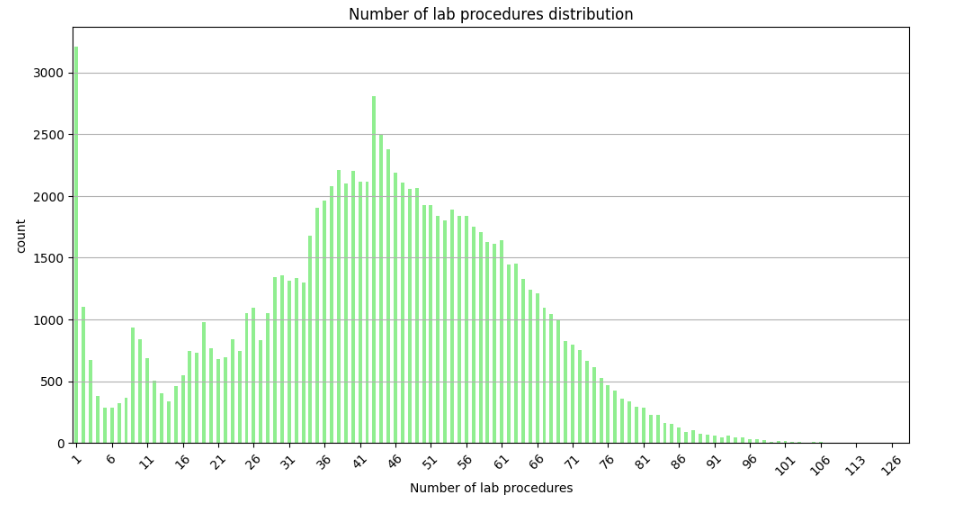 Number of lab procedures distribution
3000
2500
2000
1500
1000
500
0
count
1 6 11 16 21 26 31 36 41 46 51 56 61 66 71 76 81 86 91 96 101 106 113 126
Number of lab procedures